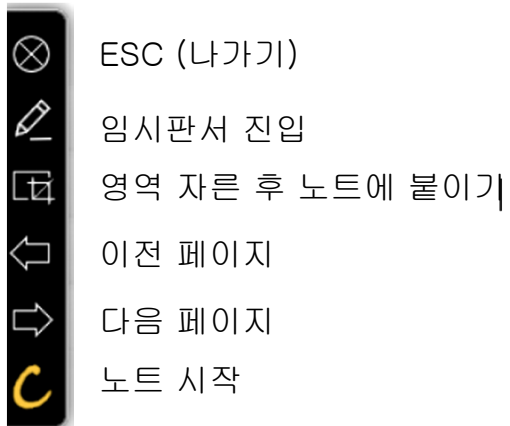 ESC (나가기)
임시판서 진입
영역 자른 후 노트에 붙이기
이전 페이지
다음 페이지
노트 시작